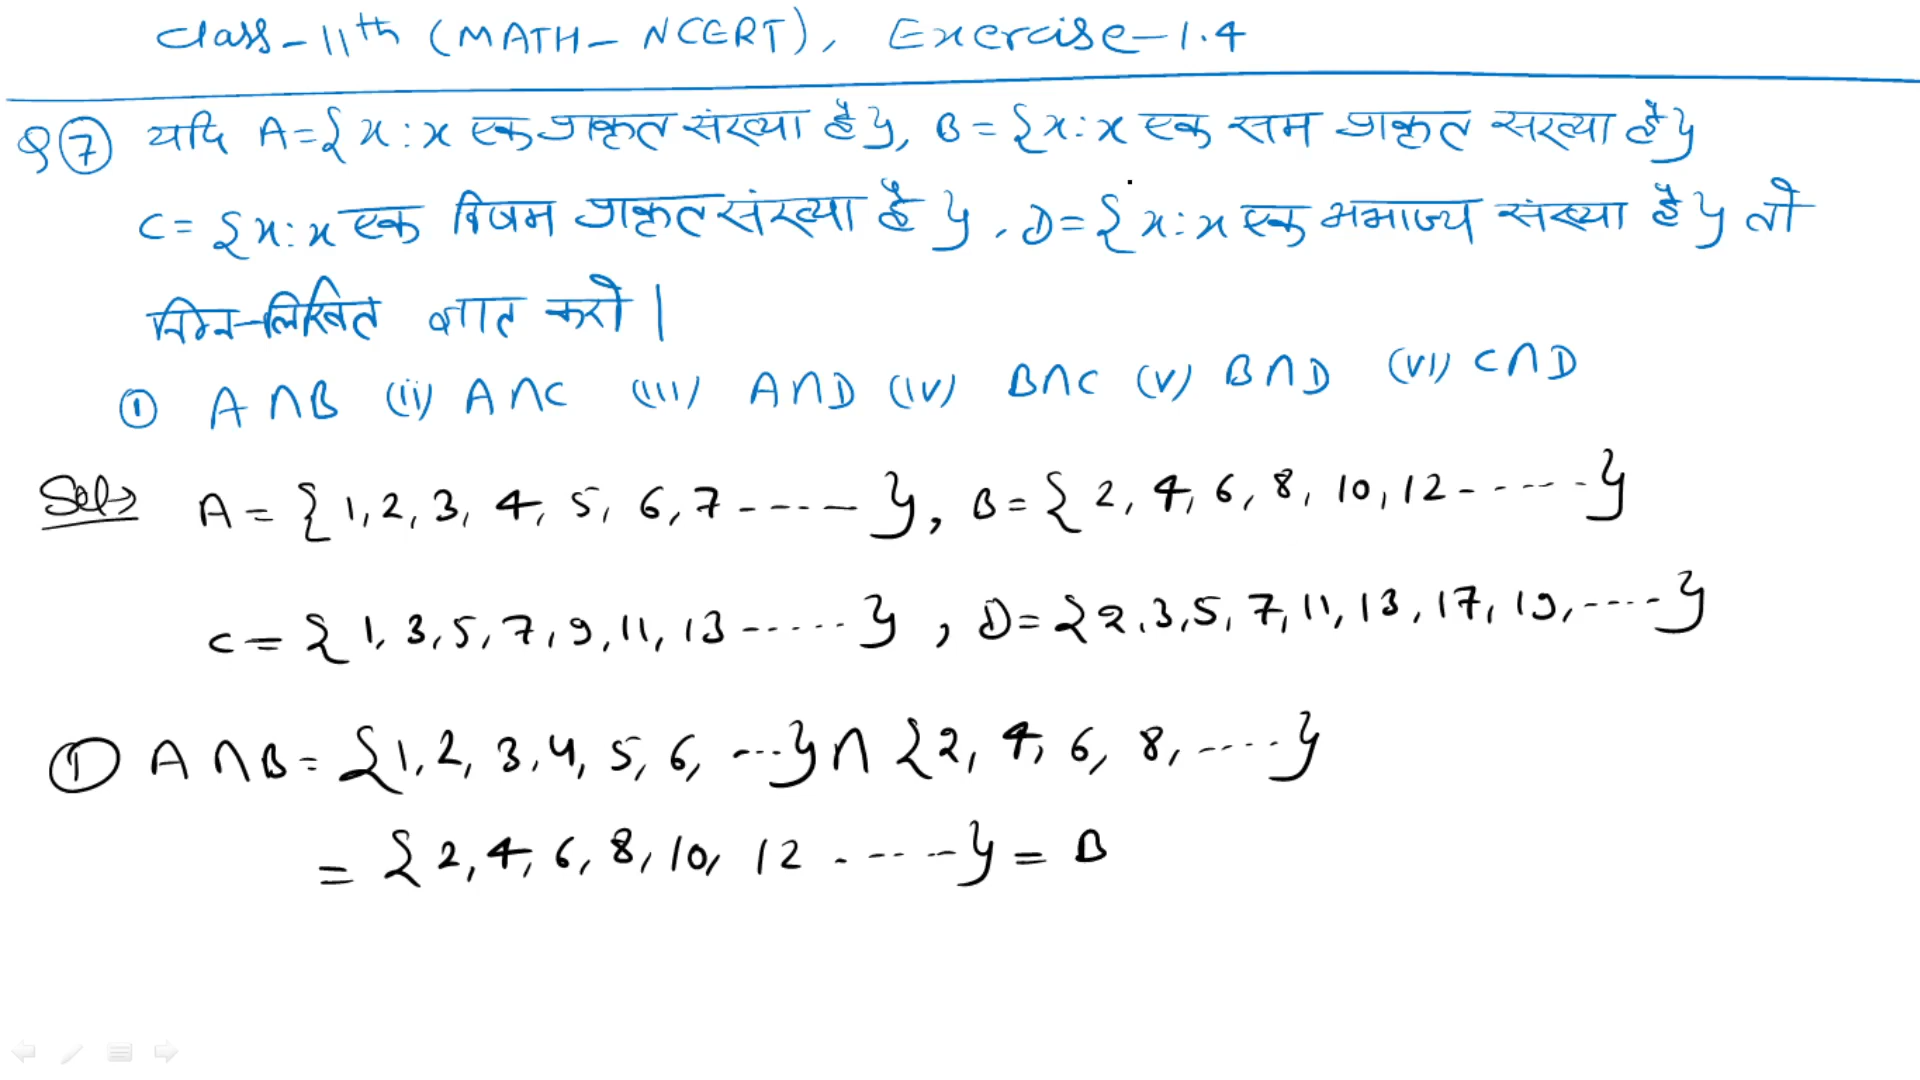 Class-11th (MATH-NCERT), Exercise-1.4
Q 7 यदि A={x:x एक प्राकृत संख्या है}, B={x:x एक सम प्राकृत संख्या है}
C={x:x एक विषम प्राकृत संख्या है}, D={x:x एक अभाज्य संख्या है} तो
निम्न-लिखित ज्ञात करो |
① A∩B (ii) A∩C (iii) A∩D (iv) B∩C (v) B∩D (vi) C∩D
Sol→ A={1,2,3,4,5,6,7-----}, B={2,4,6,8,10,12------}
C={1,3,5,7,9,11,13------}, D={2,3,5,7,11,13,17,19,-----}
① A∩B={1,2,3,4,5,6,---}∩{2,4,6,8,-----}
={2,4,6,8,10,12-----}=B